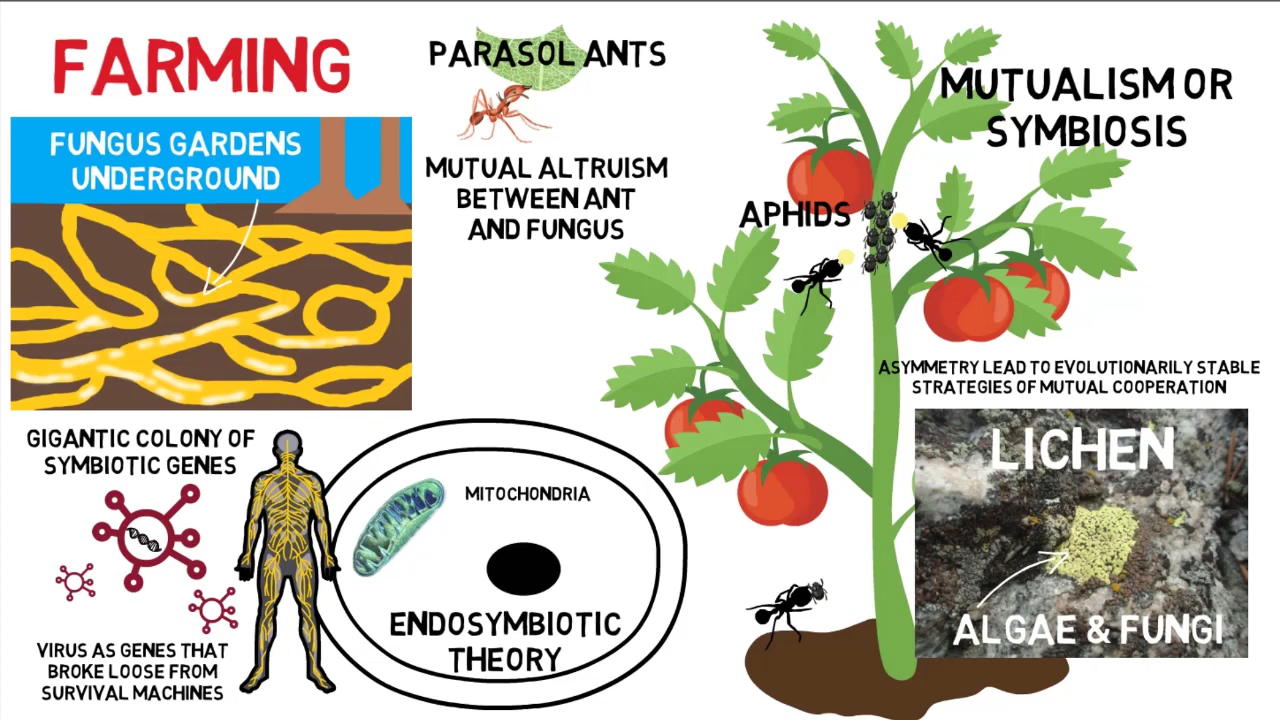 FARMING
FUNGUS GARDENS
UNDERGROUND
PARASOL ANTS
MUTUAL ALTRUISM
BETWEEN ANT
AND FUNGUS
MUTUALISM OR
SYMBIOSIS
APHIDS
ASYMMETRY LEAD TO EVOLUTIONARILY STABLE
STRATEGIES OF MUTUAL COOPERATION
LICHEN
ALGAE & FUNGI
GIGANTIC COLONY OF
SYMBIOTIC GENES
VIRUS AS GENES THAT
BROKE LOOSE FROM
SURVIVAL MACHINES
MITOCHONDRIA
ENDOSYMBIOTIC
THEORY